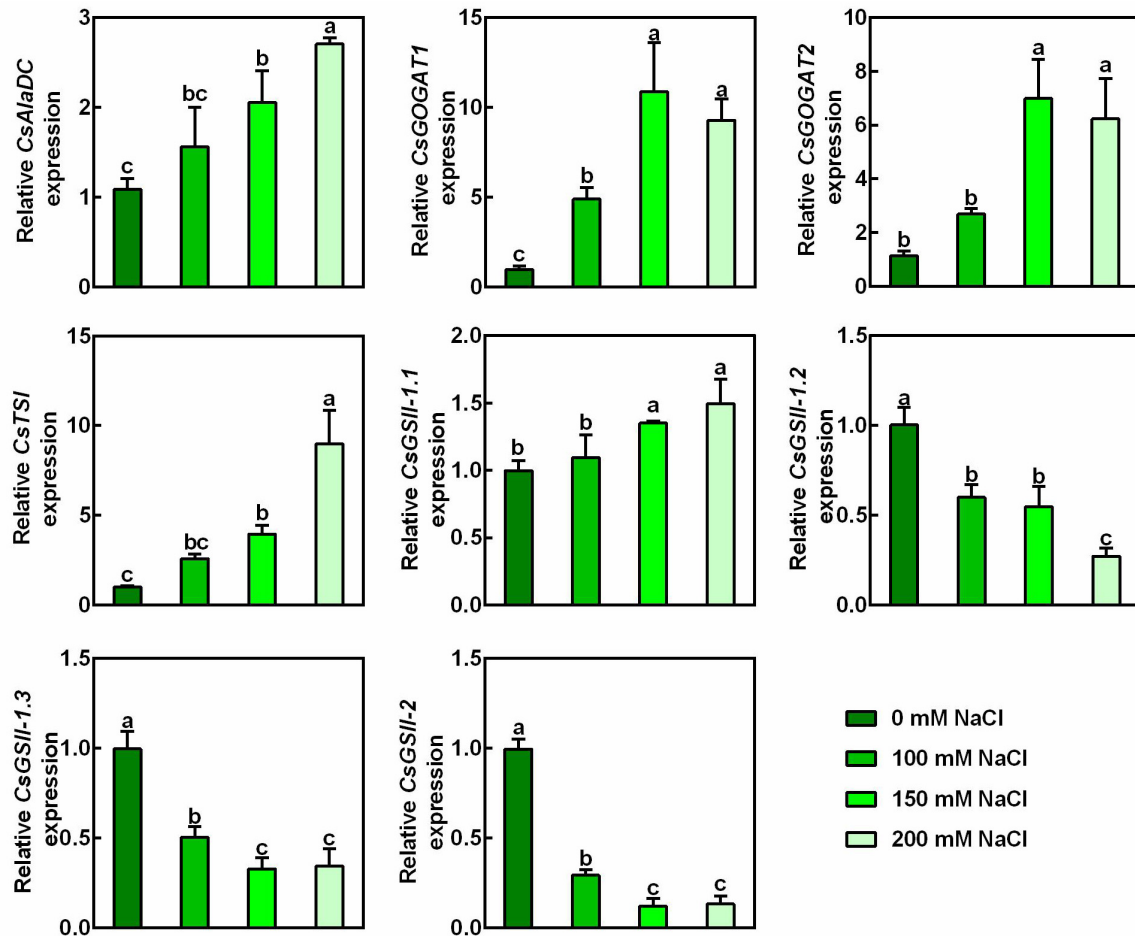 Relative CsAlaDC
expression
3
2
1
0
c
bc
b
a
Relative CsGOGAT1
expression
15
10
5
0
c
b
a
a
Relative CsGOGAT2
expression
10
8
6
4
2
0
b
b
a
a
Relative CsTSI
expression
15
10
5
0
c
bc
b
a
Relative CsGSII-1.1
expression
2.0
1.5
1.0
0.5
0.0
b
b
a
a
Relative CsGSII-1.2
expression
1.5
1.0
0.5
0.0
a
b
b
c
Relative CsGSII-1.3
expression
1.5
1.0
0.5
0.0
a
b
c
c
Relative CsGSII-2
expression
1.5
1.0
0.5
0.0
a
b
c
c
0 mM NaCl
100 mM NaCl
150 mM NaCl
200 mM NaCl